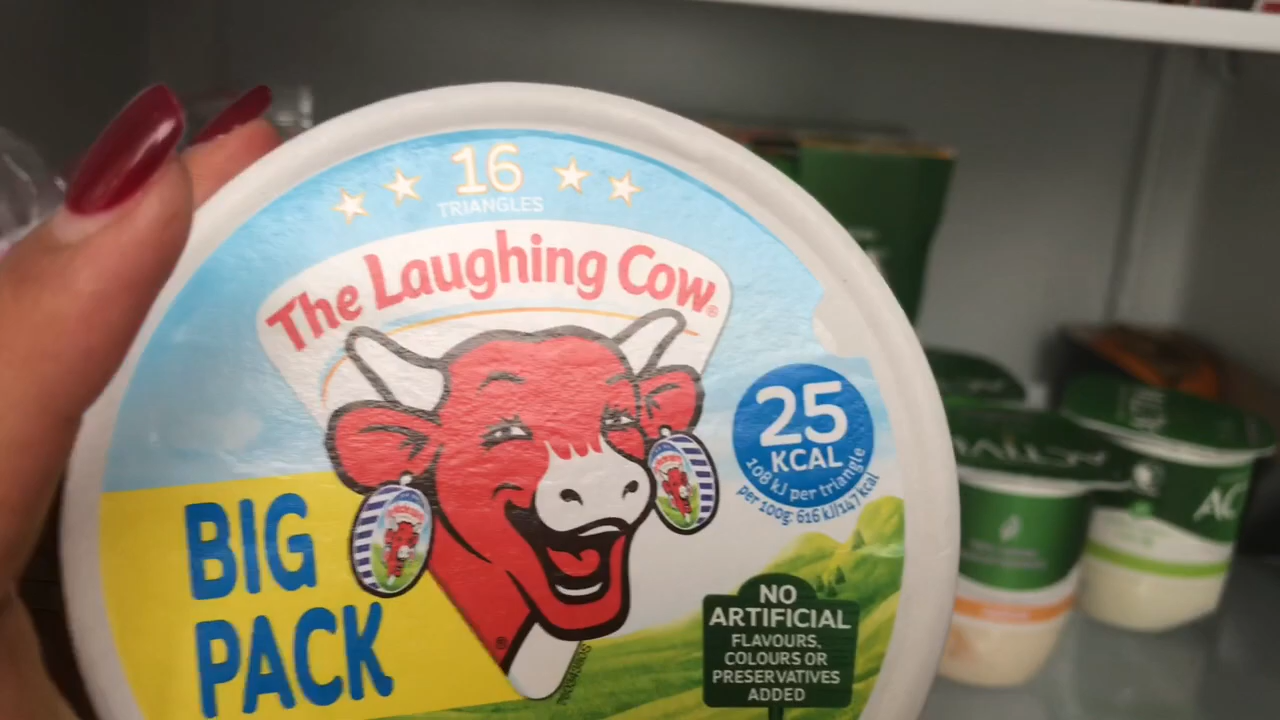 16
TRIANGLES
The Laughing Cow®
25
KCAL
108 kJ per triangle
per 100g: 616 kJ/147 kcal
BIG
PACK
NO
ARTIFICIAL
FLAVOURS,
COLOURS OR
PRESERVATIVES
ADDED